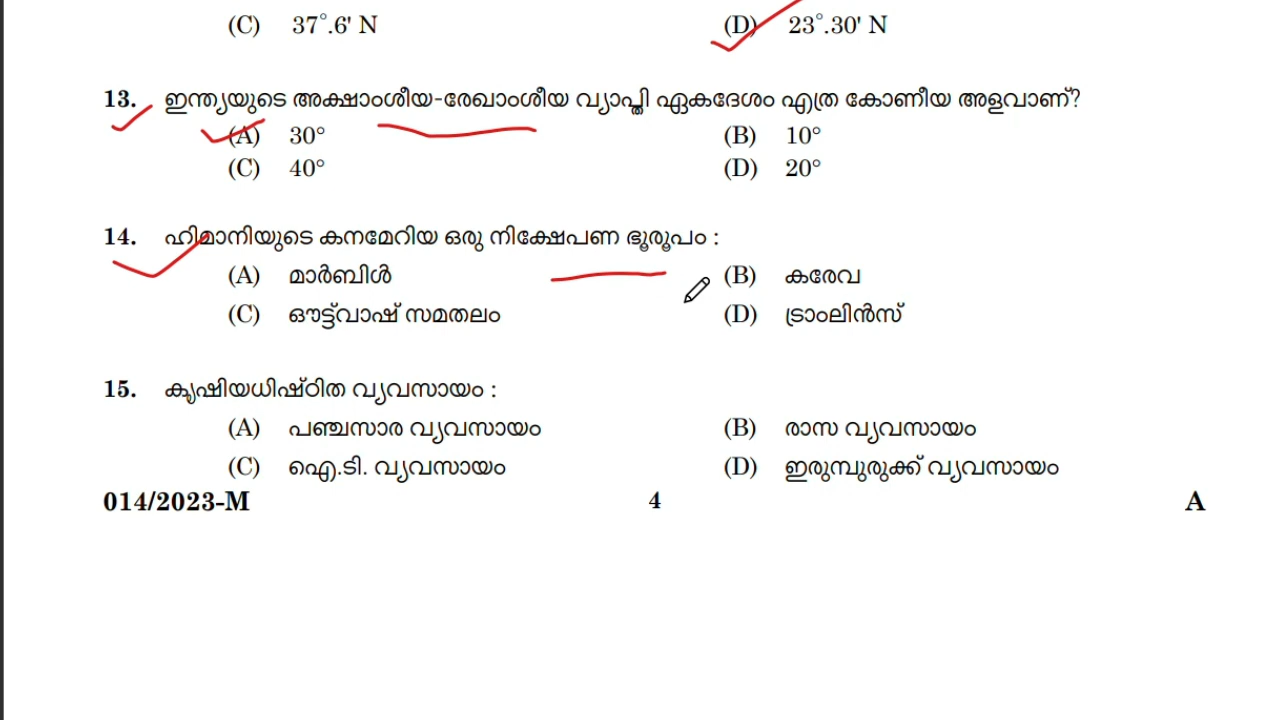 (C) 37°.6' N (D) 23°.30' N
13. ഇന്ത്യയുടെ അക്ഷാംശീയ-രേഖാംശീയ വ്യാപ്തി ഏകദേശം എത്ര കോണീയ അളവാണ്?
(A) 30° (B) 10°
(C) 40° (D) 20°
14. ഹിമാനിയുടെ കനമേറിയ ഒരു നിക്ഷേപണ ഭൂരൂപം :
(A) മാർബിൾ (B) കരേവ
(C) ഔട്ട്‌വാഷ് സമതലം (D) ട്രാംലിൻസ്
15. കൃഷിയധിഷ്ഠിത വ്യവസായം :
(A) പഞ്ചസാര വ്യവസായം (B) രാസ വ്യവസായം
(C) ഐ.ടി. വ്യവസായം (D) ഇരുമ്പുരുക്ക് വ്യവസായം
014/2023-M 4 A